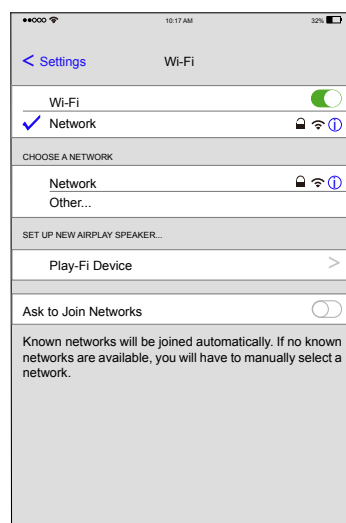 10:17 AM
32%
< Settings
Wi-Fi
Wi-Fi
Network
CHOOSE A NETWORK
Network
Other...
SET UP NEW AIRPLAY SPEAKER...
Play-Fi Device >
Ask to Join Networks
Known networks will be joined automatically. If no known
networks are available, you will have to manually select a
network.